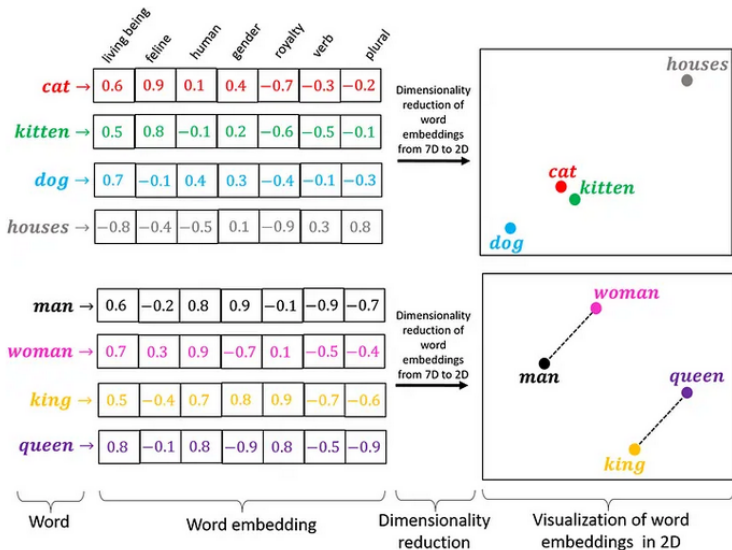 living being feline human gender royalty verb plural
cat → 0.6 0.9 0.1 0.4 −0.7 −0.3 −0.2
kitten → 0.5 0.8 −0.1 0.2 −0.6 −0.5 −0.1
dog → 0.7 −0.1 0.4 0.3 −0.4 −0.1 −0.3
houses → −0.8 −0.4 −0.5 0.1 −0.9 0.3 0.8
Dimensionality
reduction of
word
embeddings
from 7D to 2D
houses
cat
kitten
dog
man → 0.6 −0.2 0.8 0.9 −0.1 −0.9 −0.7
woman → 0.7 0.3 0.9 −0.7 0.1 −0.5 −0.4
king → 0.5 −0.4 0.7 0.8 0.9 −0.7 −0.6
queen → 0.8 −0.1 0.8 −0.9 0.8 −0.5 −0.9
Dimensionality
reduction of
word
embeddings
from 7D to 2D
woman
man
queen
king
Word
Word embedding
Dimensionality
reduction
Visualization of word
embeddings in 2D